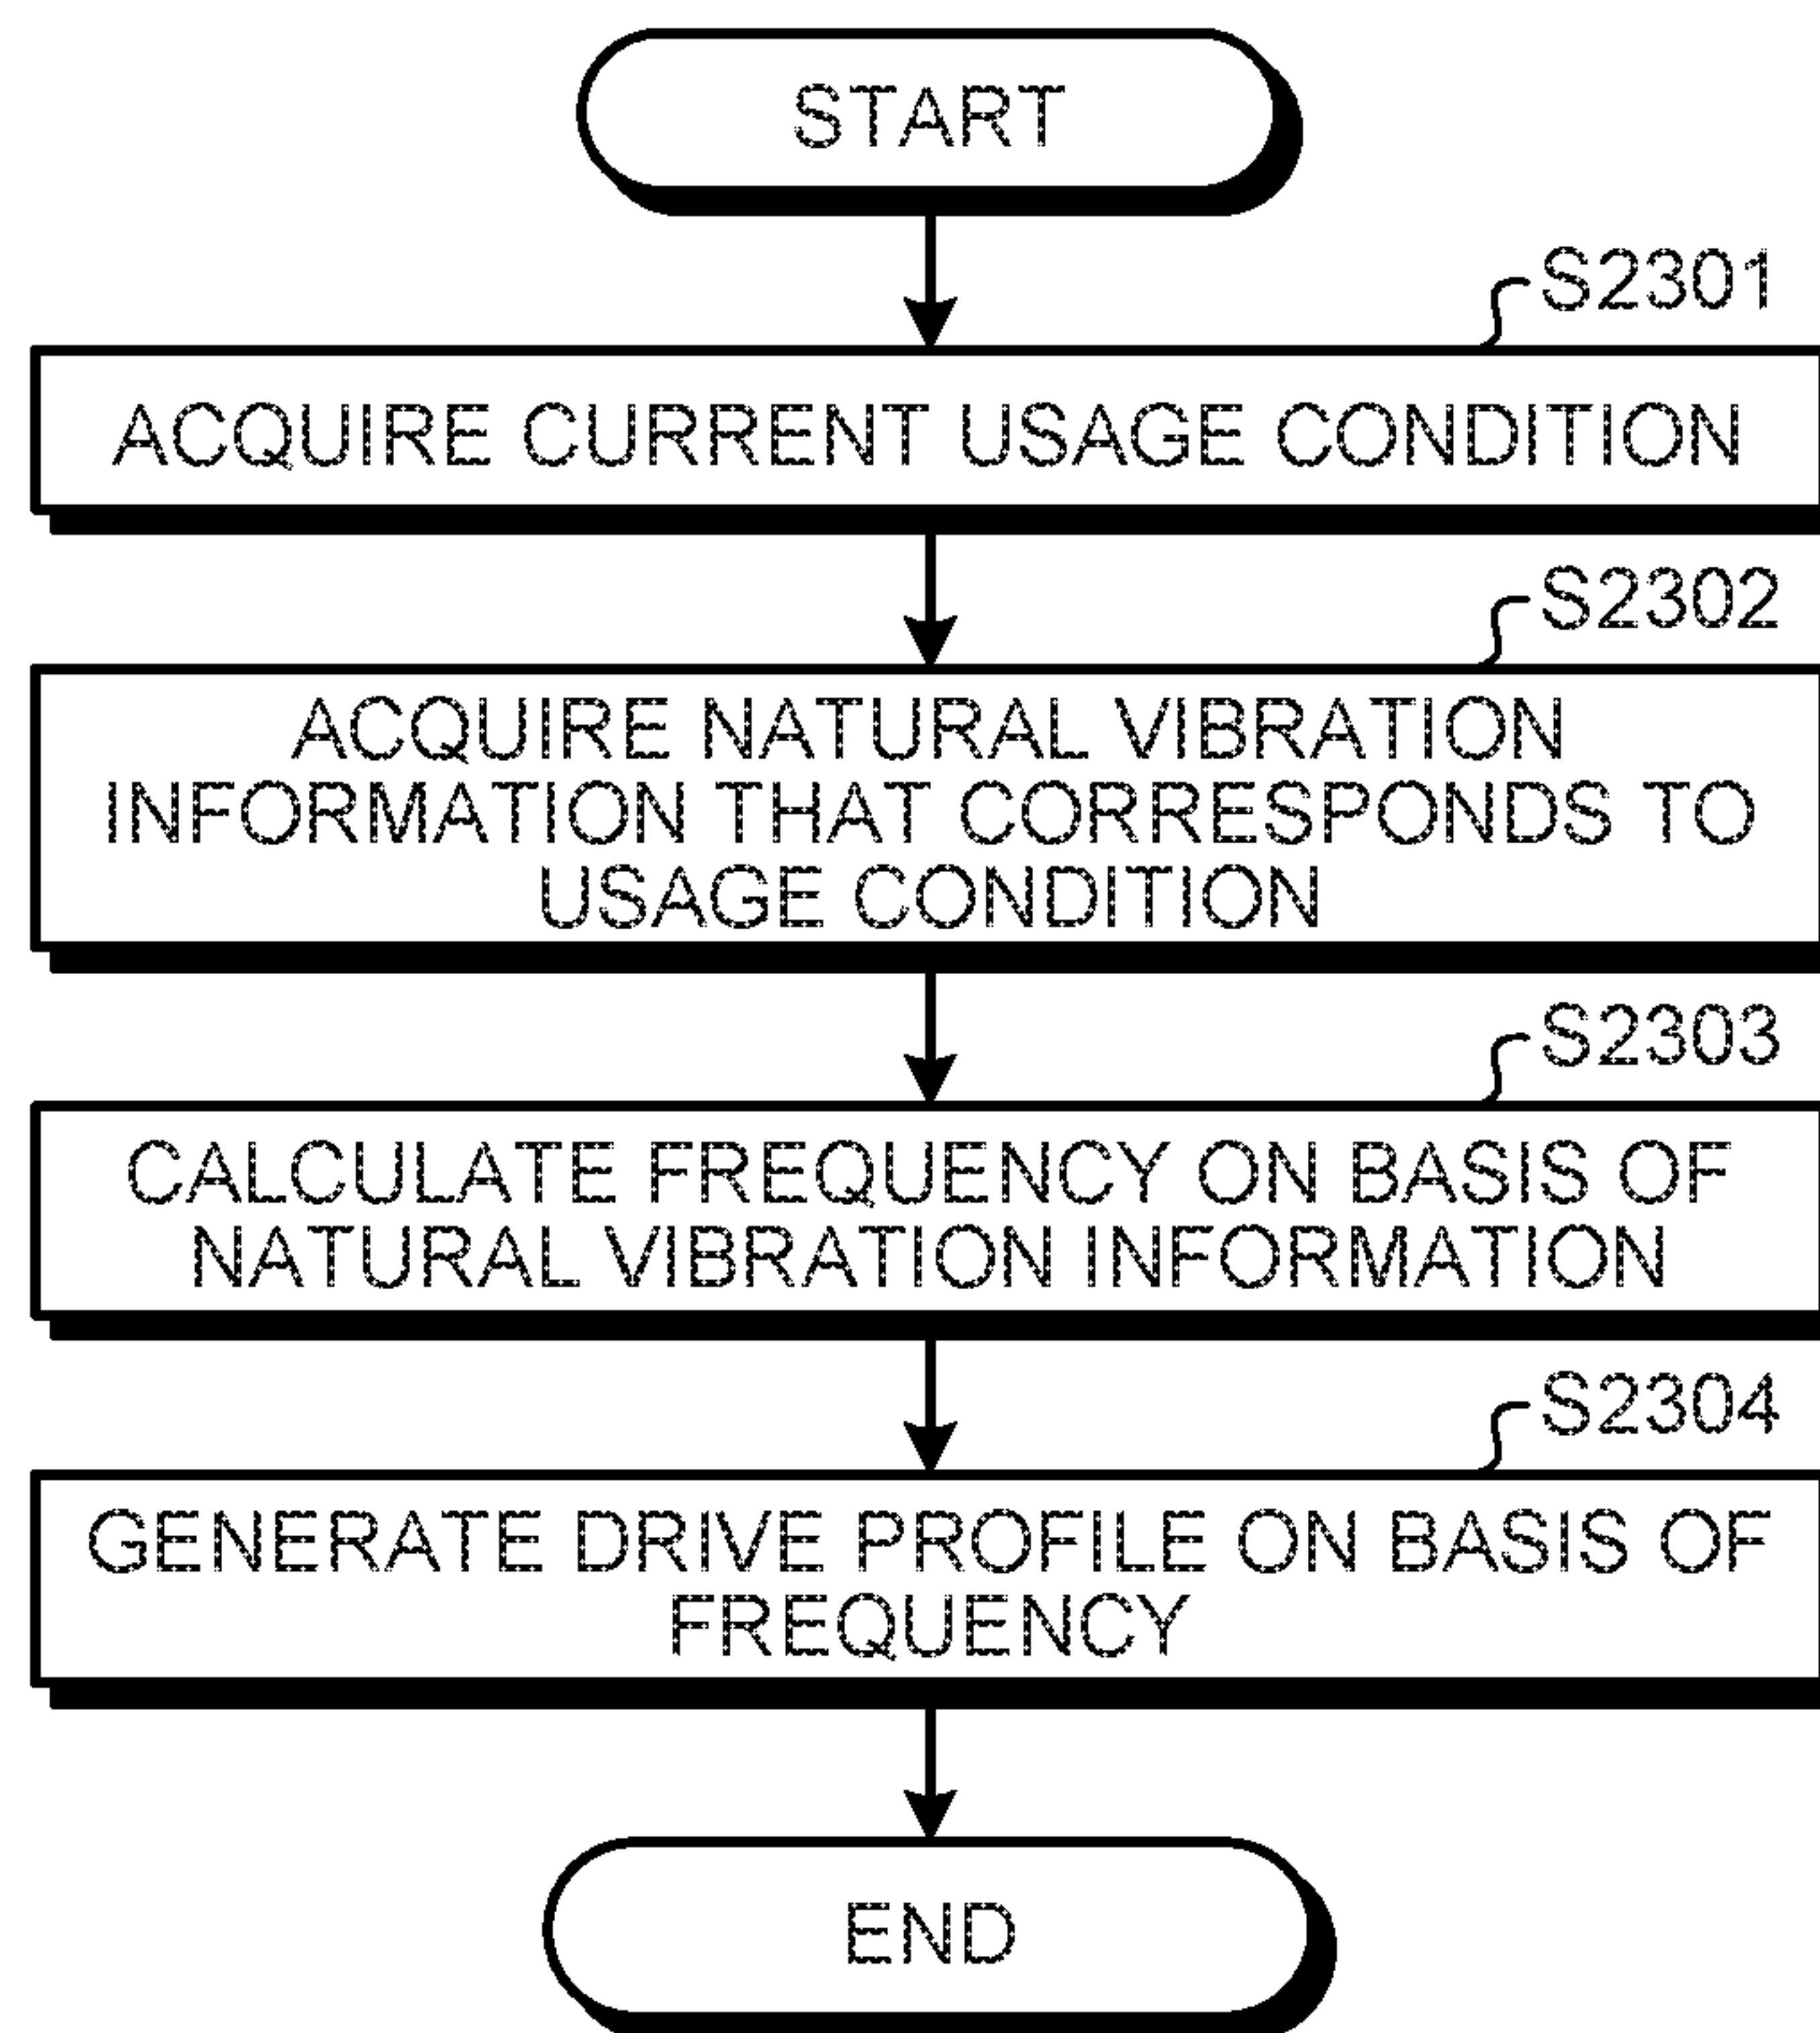 START
S2301
ACQUIRE CURRENT USAGE CONDITION
S2302
ACQUIRE NATURAL VIBRATION
INFORMATION THAT CORRESPONDS TO
USAGE CONDITION
S2303
CALCULATE FREQUENCY ON BASIS OF
NATURAL VIBRATION INFORMATION
S2304
GENERATE DRIVE PROFILE ON BASIS OF
FREQUENCY
END